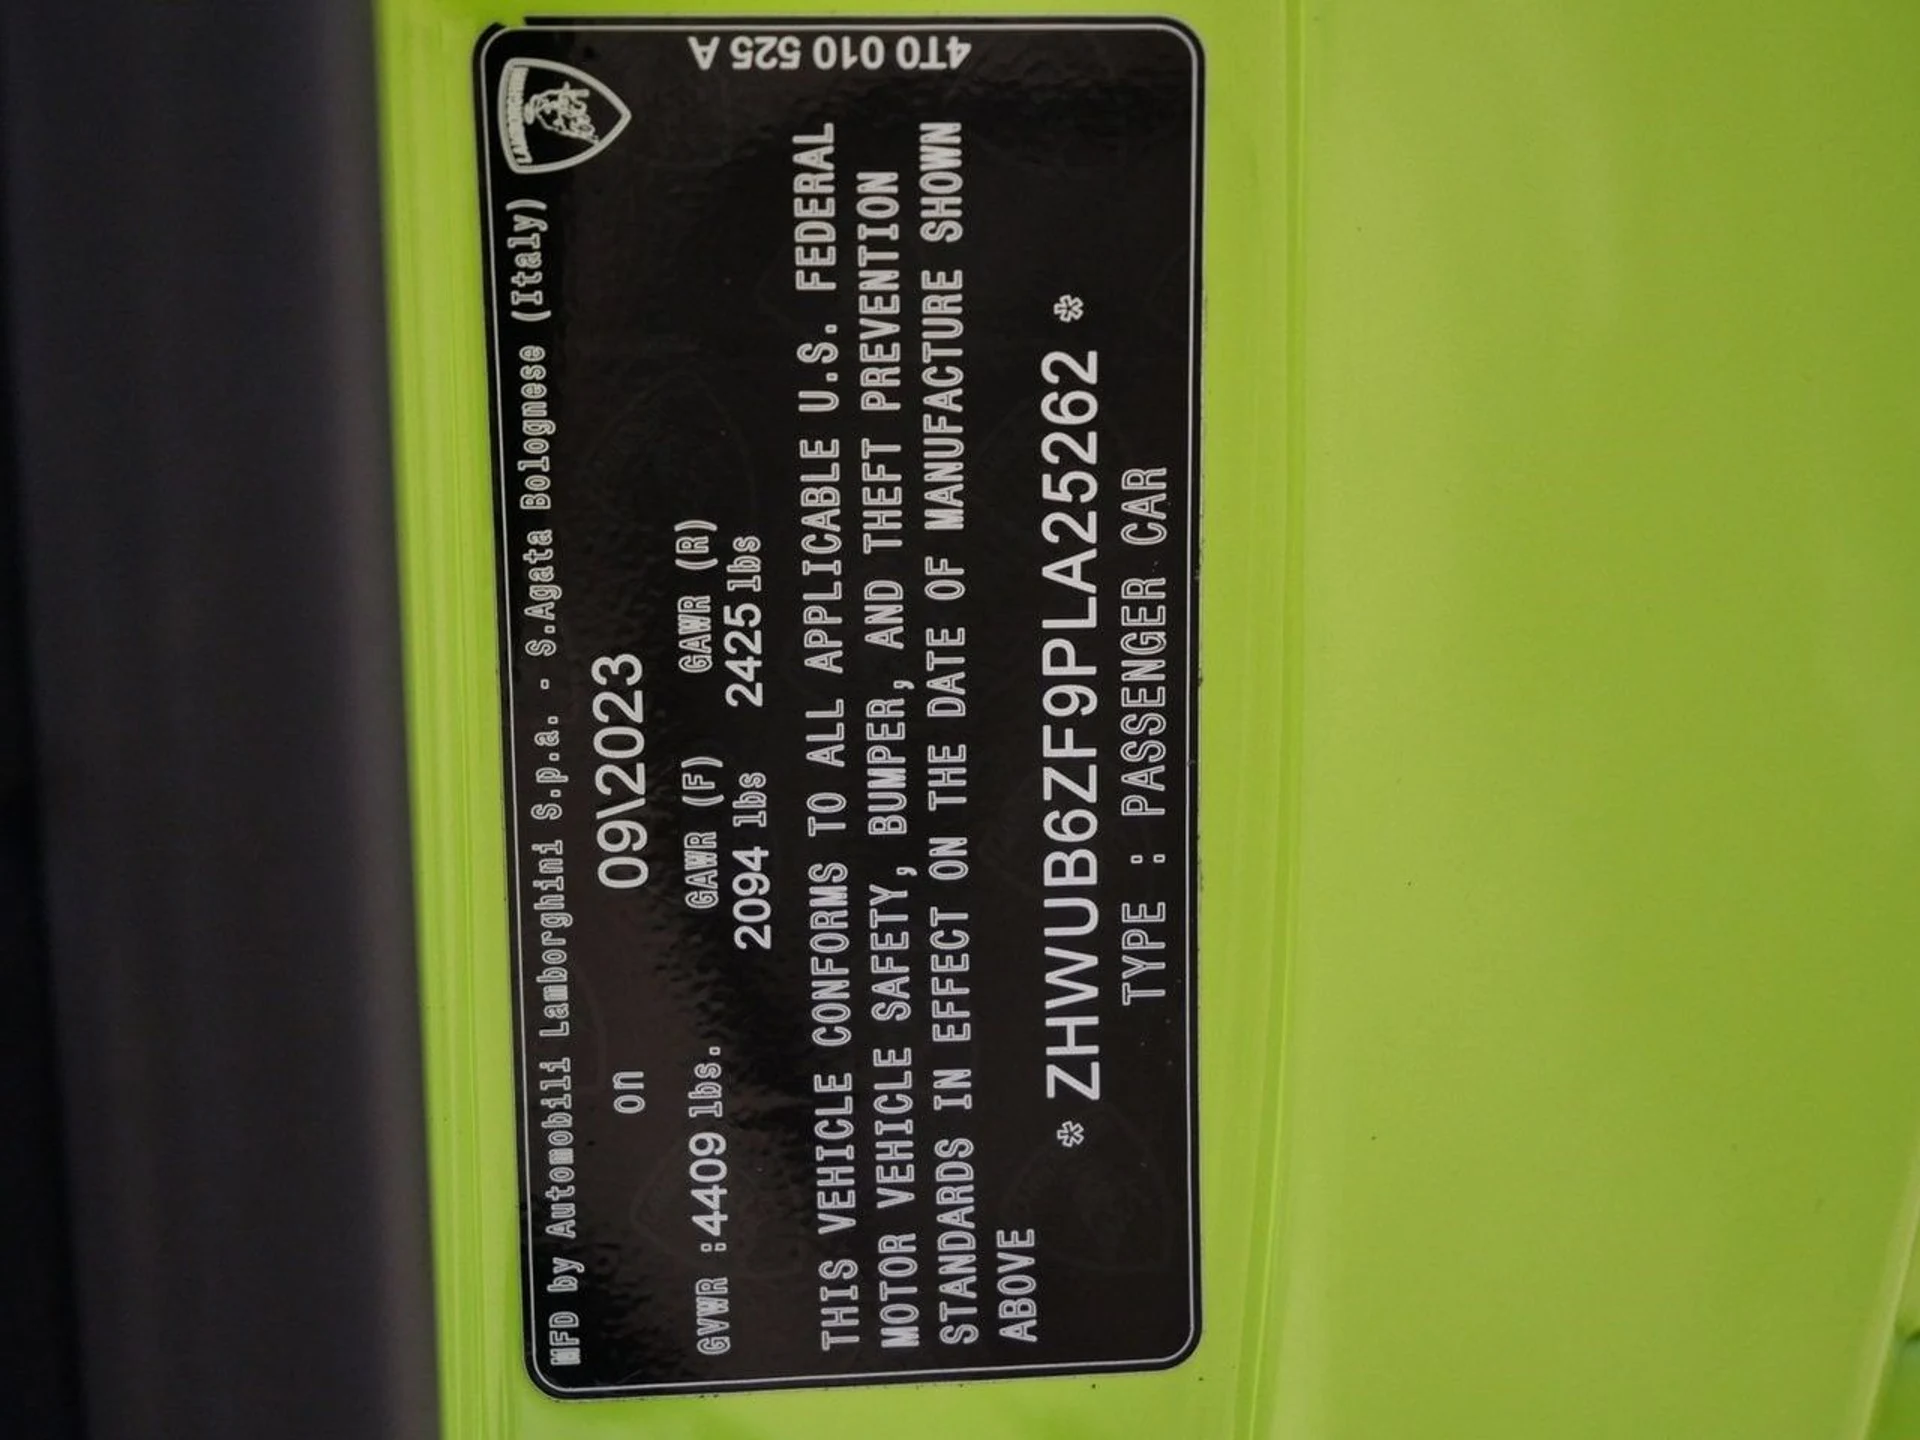 MFD by Automobili Lamborghini S.p.a. - S.Agata Bolognese (Italy)
LAMBORGHINI
on 09\2023
GVWR :4409 lbs. GAWR (F) GAWR (R)
2094 lbs 2425 lbs
THIS VEHICLE CONFORMS TO ALL APPLICABLE U.S. FEDERAL
MOTOR VEHICLE SAFETY, BUMPER, AND THEFT PREVENTION
STANDARDS IN EFFECT ON THE DATE OF MANUFACTURE SHOWN
ABOVE
* ZHWUB6ZF9PLA25262 *
TYPE : PASSENGER CAR
4T0 010 525 A